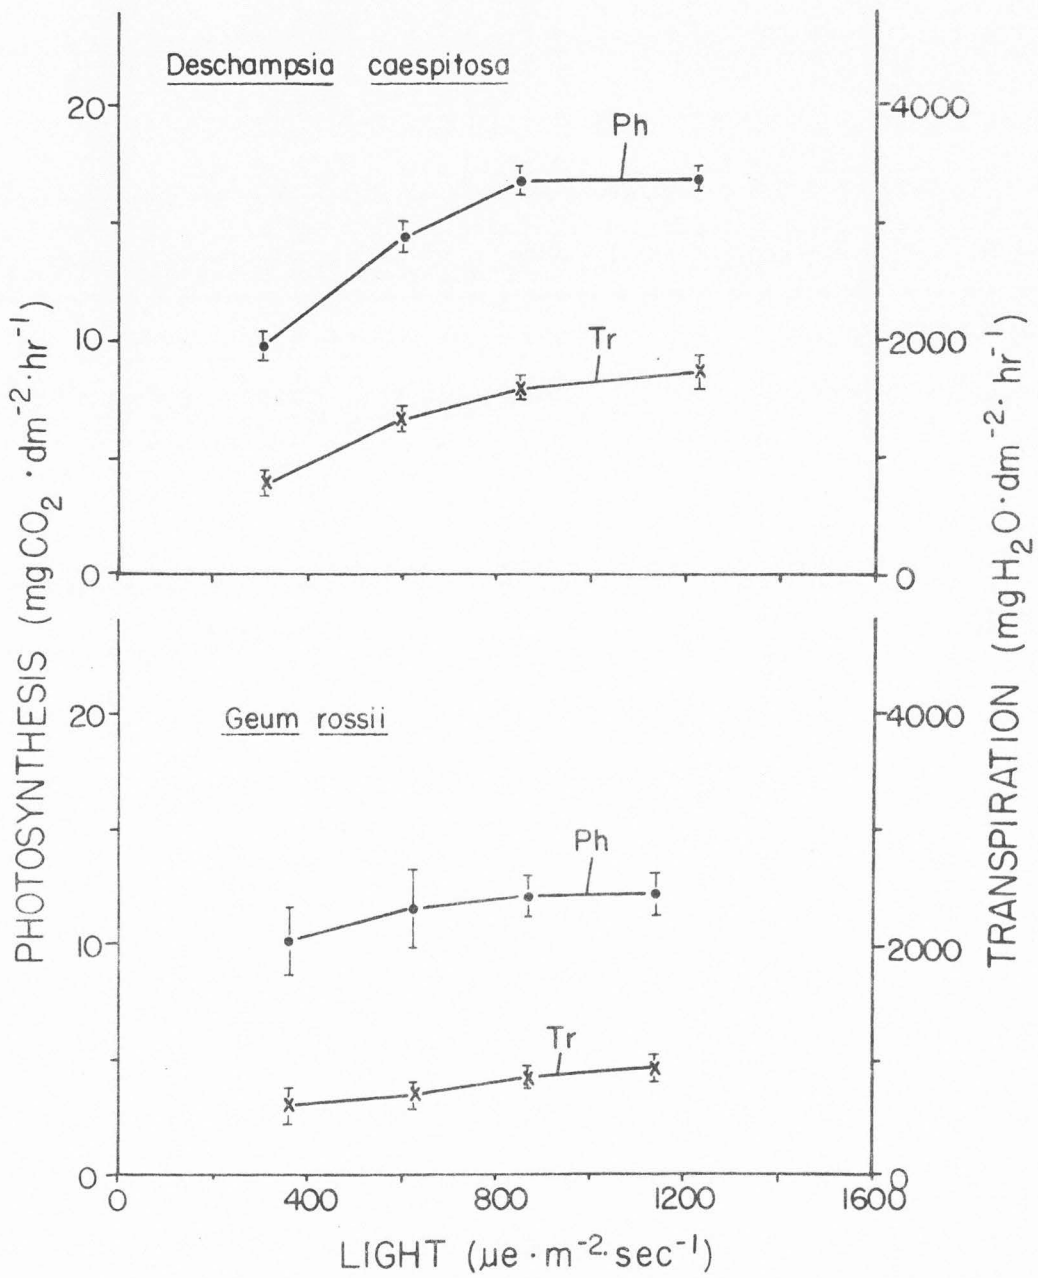 Deschampsia caespitosa
20
4000
Ph
10
Tr
2000
0
0
PHOTOSYNTHESIS (mg CO₂ · dm⁻² · hr⁻¹)
TRANSPIRATION (mg H₂O · dm⁻² · hr⁻¹)
20
Geum rossii
4000
Ph
10
2000
Tr
0
0
0 400 800 1200 1600
LIGHT (µe · m⁻² · sec⁻¹)